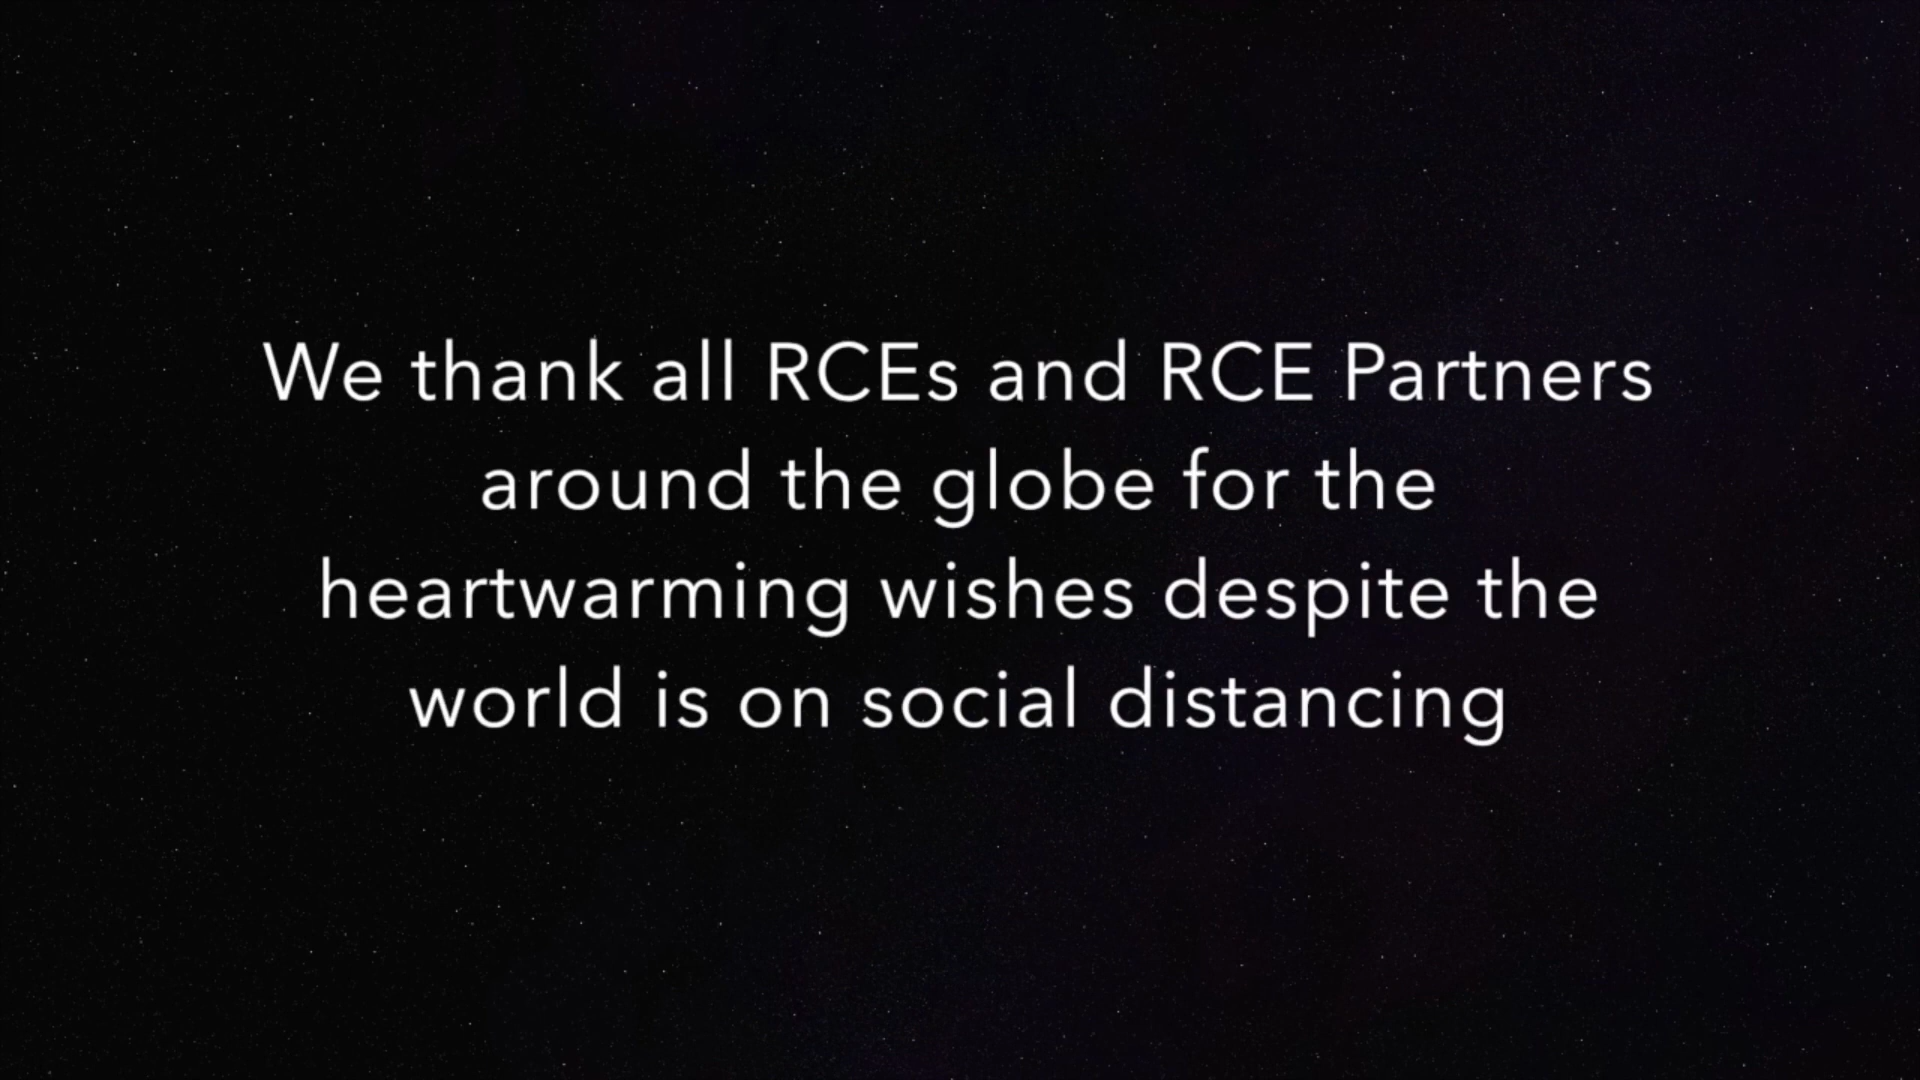 We thank all RCEs and RCE Partners
around the globe for the
heartwarming wishes despite the
world is on social distancing